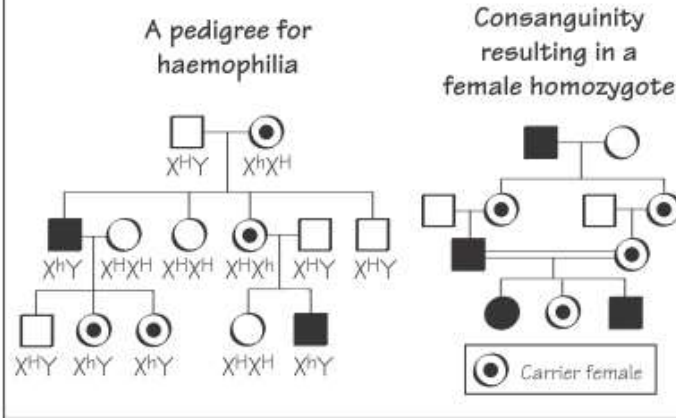 A pedigree for
haemophilia
XᴴY XʰXᴴ
XʰY XᴴXᴴ XᴴXᴴ XᴴXʰ XᴴY XᴴY
XᴴY XʰY XʰY XᴴXᴴ XʰY
Consanguinity
resulting in a
female homozygote
Carrier female